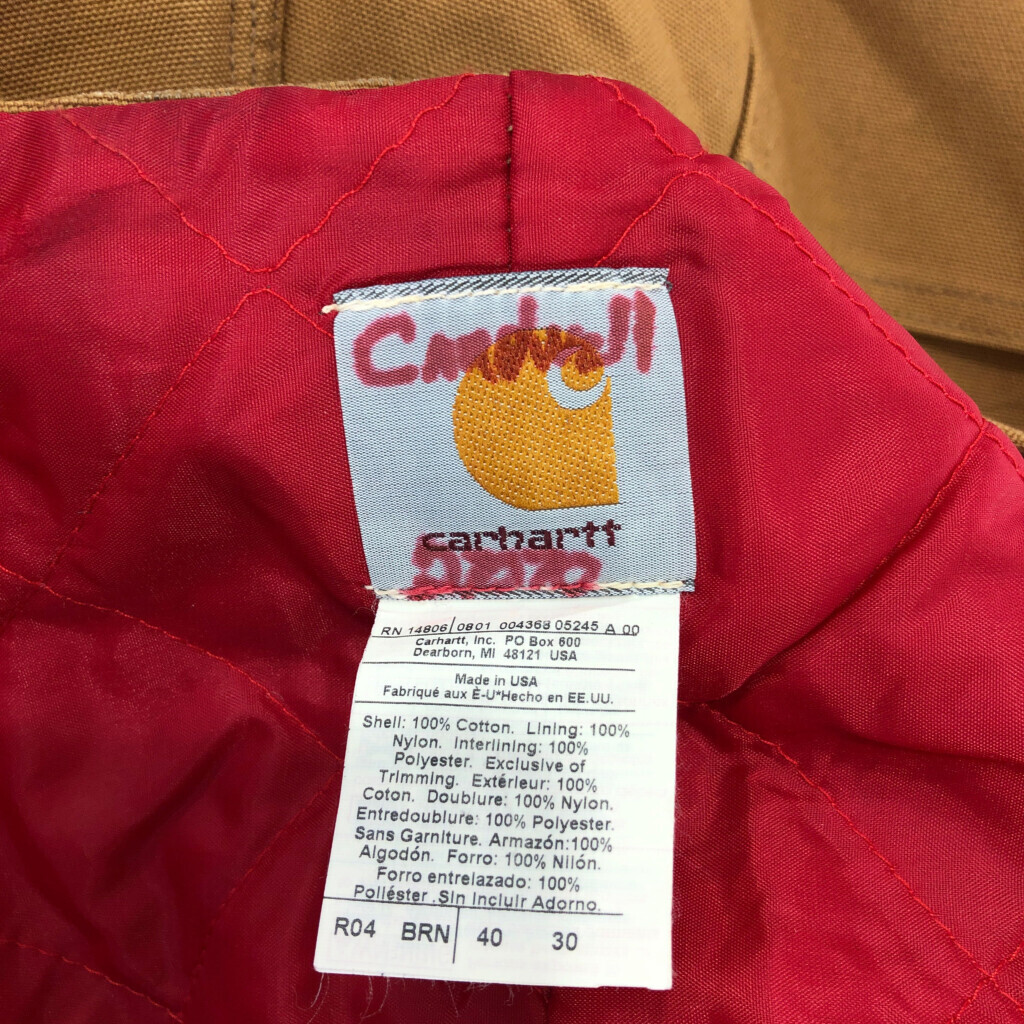 carhartt
RN 14806 0801 004368 05245 A 00
Carhartt, Inc. PO Box 600
Dearborn, MI 48121 USA
Made in USA
Fabriqué aux È-U*Hecho en EE.UU.
Shell: 100% Cotton. Lining: 100%
Nylon. Interlining: 100%
Polyester. Exclusive of
Trimming. Extérieur: 100%
Coton. Doublure: 100% Nylon.
Entredoublure: 100% Polyester.
Sans Garniture. Armazón:100%
Algodón. Forro: 100% Nilón.
Forro entrelazado: 100%
Poliéster .Sin Incluir Adorno.
R04 BRN 40 30